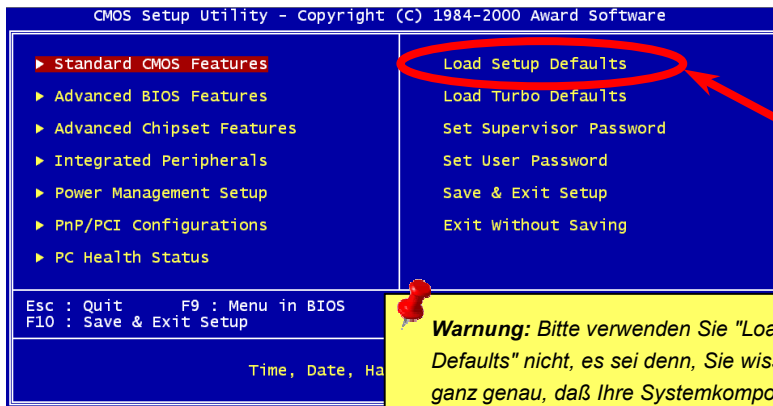 CMOS Setup Utility - Copyright (C) 1984-2000 Award Software
▶ Standard CMOS Features
▶ Advanced BIOS Features
▶ Advanced Chipset Features
▶ Integrated Peripherals
▶ Power Management Setup
▶ PnP/PCI Configurations
▶ PC Health Status
Load Setup Defaults
Load Turbo Defaults
Set Supervisor Password
Set User Password
Save & Exit Setup
Exit Without Saving
Esc : Quit F9 : Menu in BIOS
F10 : Save & Exit Setup
Time, Date, Ha
Warnung: Bitte verwenden Sie "Loa
Defaults" nicht, es sei denn, Sie wis
ganz genau, daß Ihre Systemkompo